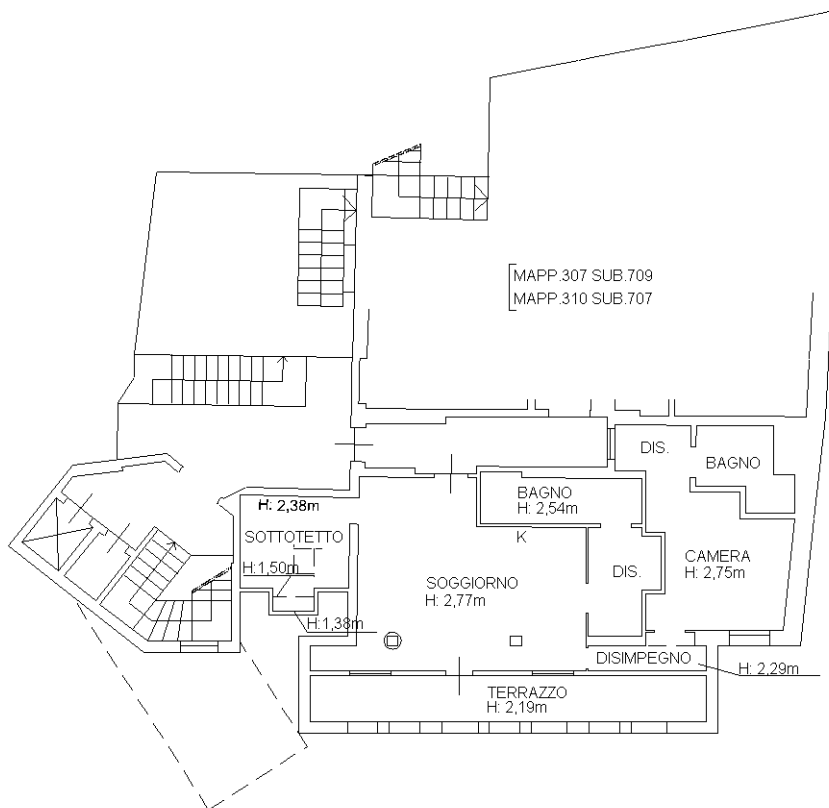 MAPP.307 SUB.709
MAPP.310 SUB.707
DIS.
BAGNO
BAGNO
H: 2,54m
H: 2,38m
SOTTOTETTO
H:1,50m
H:1,38m
K
SOGGIORNO
H: 2,77m
DIS.
CAMERA
H: 2,75m
DISIMPEGNO
H: 2,29m
TERRAZZO
H: 2,19m